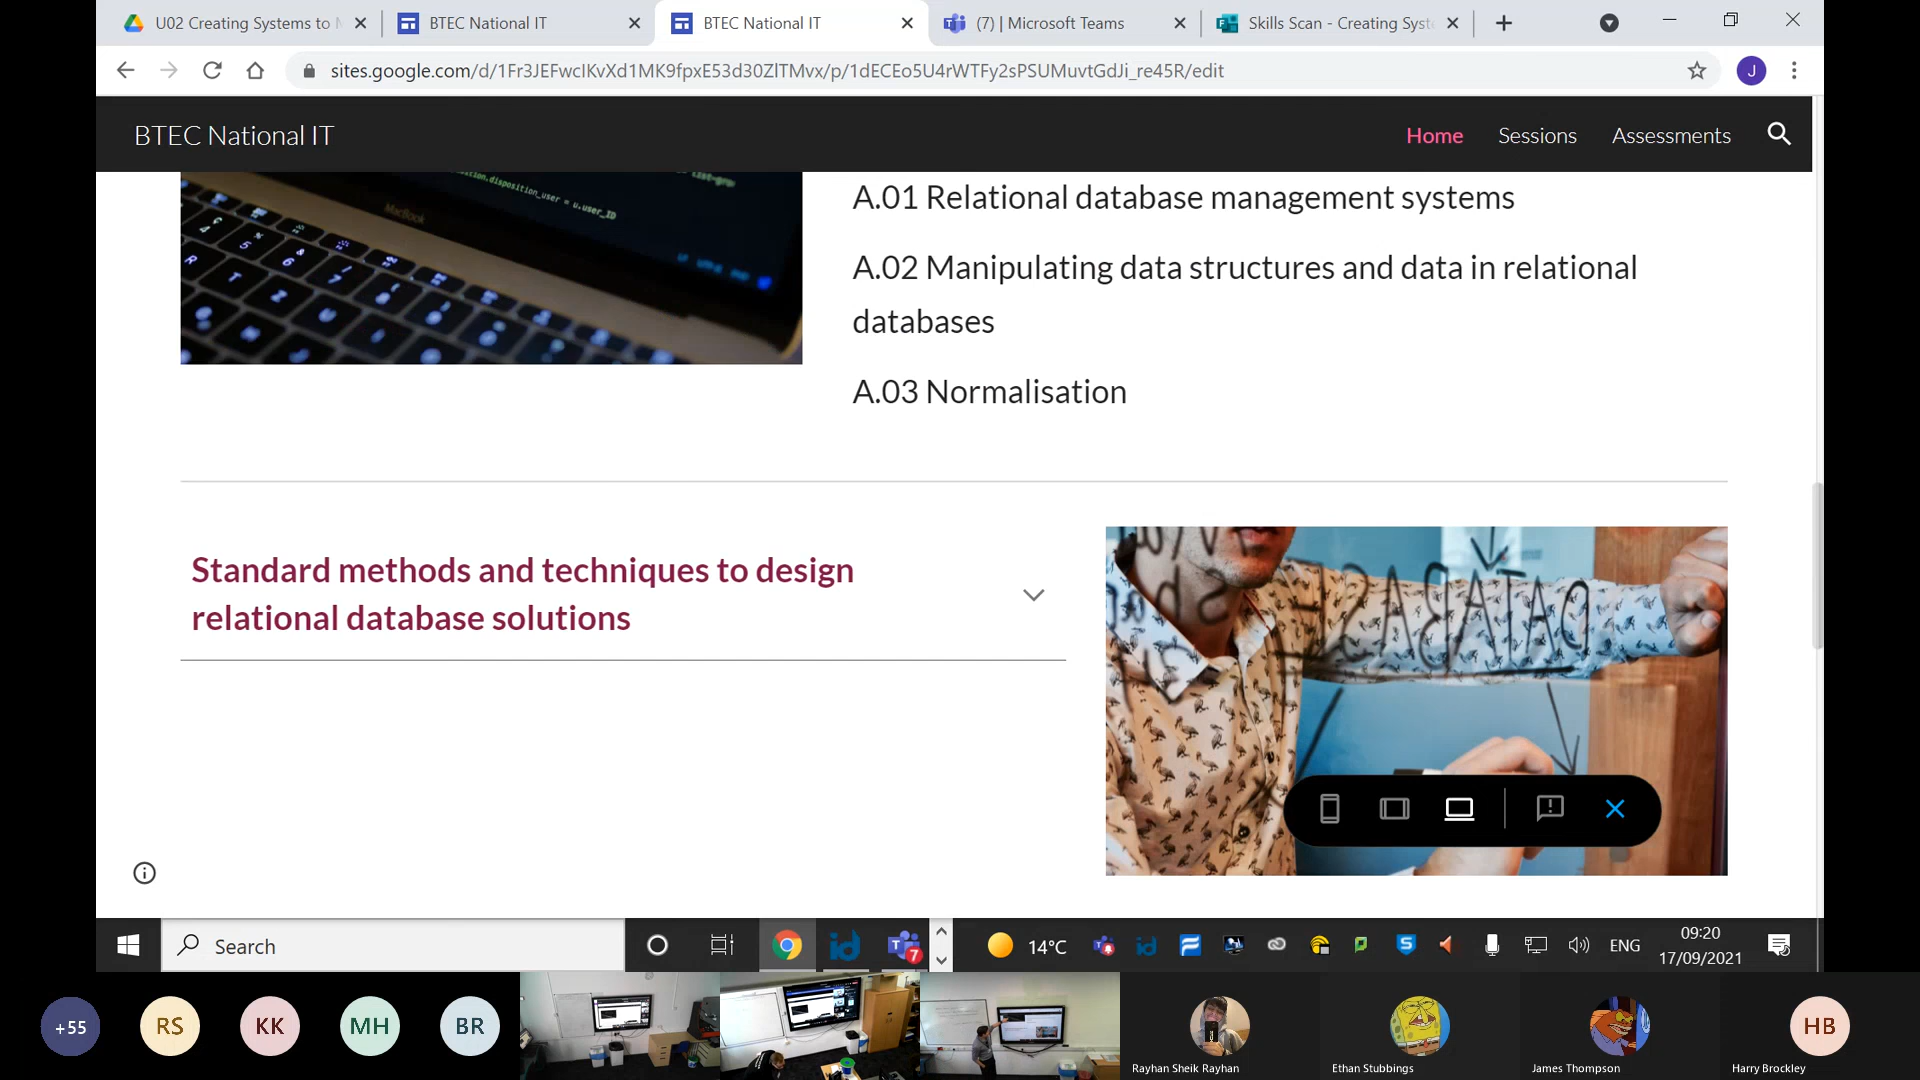 U02 Creating Systems to M
BTEC National IT
BTEC National IT
(7) | Microsoft Teams
Skills Scan - Creating Syst
sites.google.com/d/1Fr3JEFwcIKvXd1MK9fpxE53d30ZlTMvx/p/1dECEo5U4rWTFy2sPSUMuvtGdJi_re45R/edit
J
BTEC National IT
Home
Sessions
Assessments
A.01 Relational database management systems
A.02 Manipulating data structures and data in relational
databases
A.03 Normalisation
MacBook
Standard methods and techniques to design
relational database solutions
DATABASE
Search
7
14°C
ENG
09:20
17/09/2021
+55
RS
KK
MH
BR
HB
Rayhan Sheik Rayhan
Ethan Stubbings
James Thompson
Harry Brockley